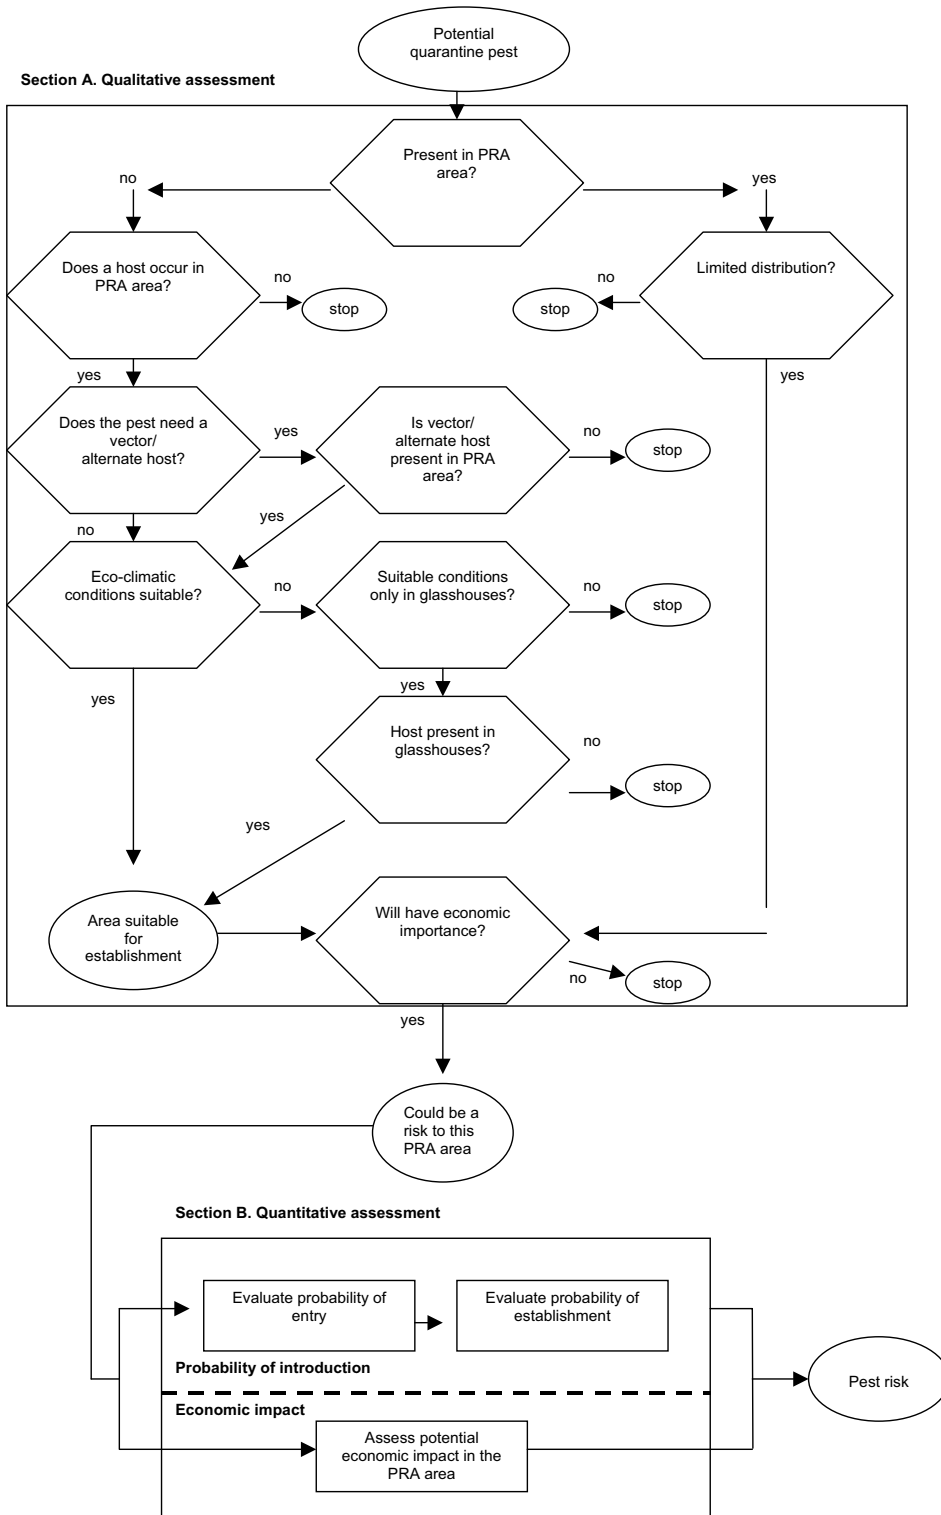 Potential
quarantine pest
Section A. Qualitative assessment
Present in PRA
area?
no
yes
Does a host occur in
PRA area?
no
stop
no
stop
Limited distribution?
yes
yes
Does the pest need a
vector/
alternate host?
yes
Is vector/
alternate host
present in PRA
area?
no
stop
yes
no
Eco-climatic
conditions suitable?
no
Suitable conditions
only in glasshouses?
no
stop
yes
yes
Host present in
glasshouses?
no
stop
yes
Area suitable
for
establishment
Will have economic
importance?
no
stop
yes
Could be a
risk to this
PRA area
Section B. Quantitative assessment
Evaluate probability of
entry
Evaluate probability of
establishment
Probability of introduction
Economic impact
Assess potential
economic impact in the
PRA area
Pest risk